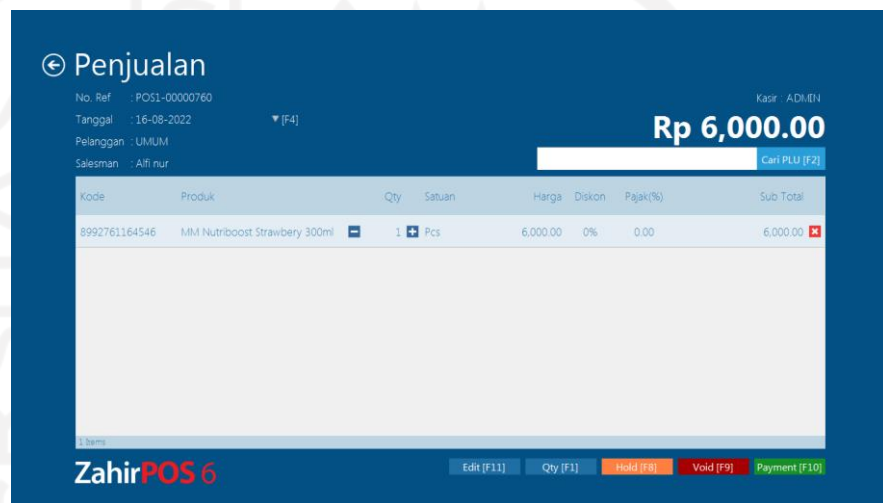 Penjualan
No. Ref : POS1-00000760
Kasir : ADMIN
Tanggal : 16-08-2022 [F4]
Rp 6,000.00
Pelanggan : UMUM
Salesman : Alfi nur
Cari PLU [F2]
Kode Produk Qty Satuan Harga Diskon Pajak(%) Sub Total
8992761164546 MM Nutriboost Strawbery 300ml 1 Pcs 6,000.00 0% 0.00 6,000.00
1 Items
ZahirPOS 6
Edit [F11] Qty [F1] Hold [F8] Void [F9] Payment [F10]